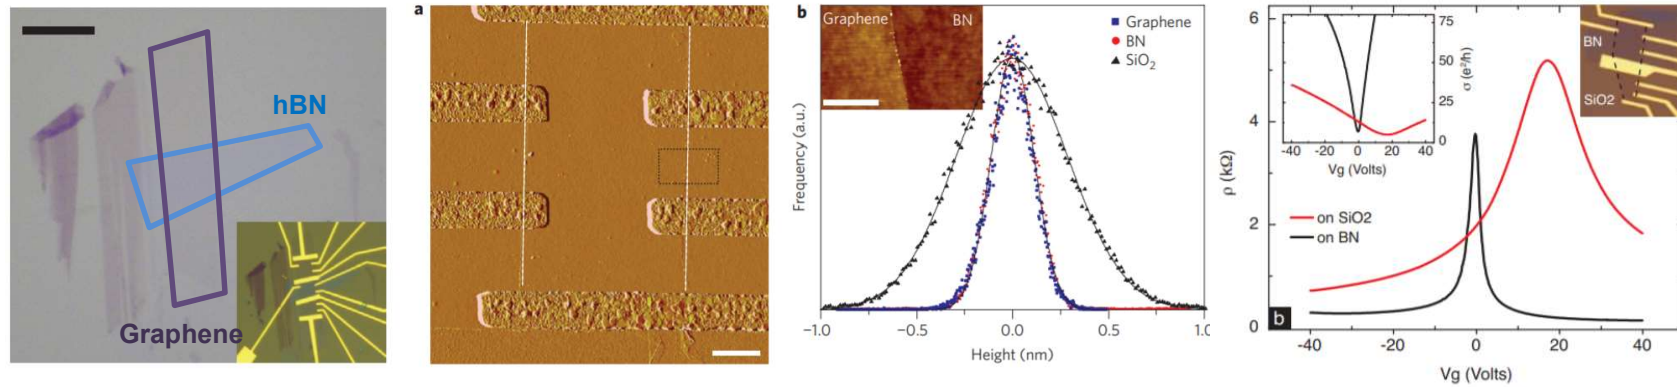 hBN
Graphene
a
b
Graphene
BN
Graphene
BN
SiO₂
Frequency (a.u.)
−1.0
−0.5
0.0
0.5
1.0
Height (nm)
6
4
2
0
ρ (kΩ)
75
50
25
0
σ (e²/h)
-40
0
20
40
Vg (Volts)
BN
SiO2
on SiO2
on BN
b
-40
-20
0
20
40
Vg (Volts)